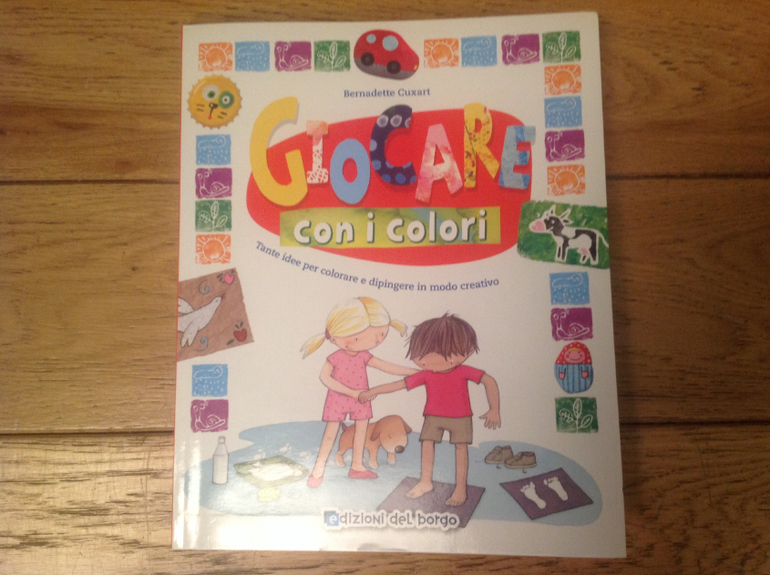 Bernadette Cuxart
GIOCARE
con i colori
Tante idee per colorare e dipingere in modo creativo
edizioni del borgo